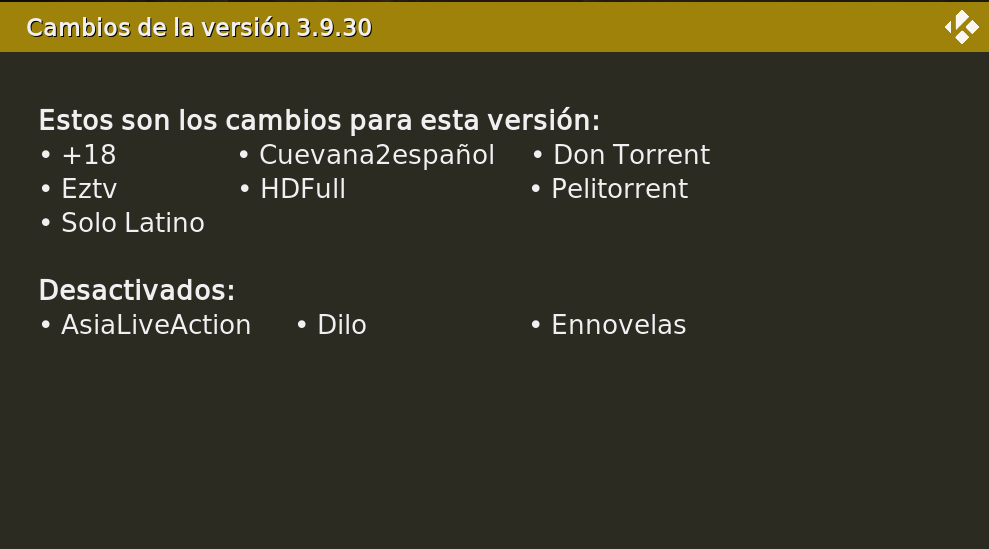 Cambios de la versión 3.9.30
Estos son los cambios para esta versión:
• +18 • Cuevana2español • Don Torrent
• Eztv • HDFull • Pelitorrent
• Solo Latino
Desactivados:
• AsiaLiveAction • Dilo • Ennovelas